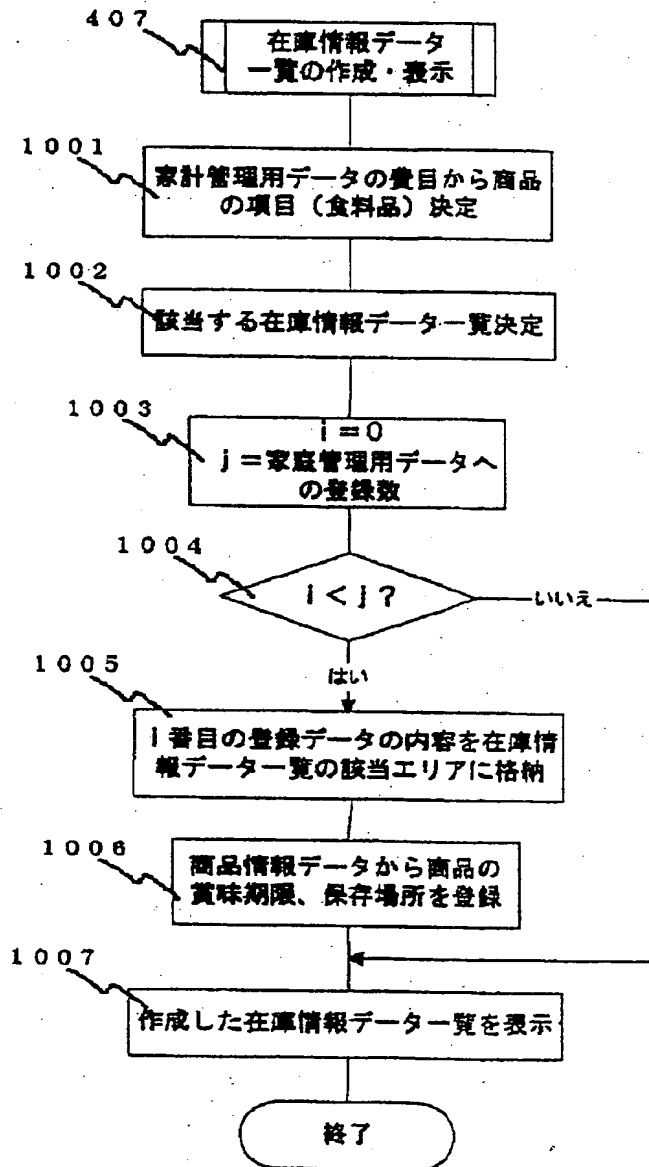 407
在庫情報データ
一覧の作成・表示
1001
家計管理用データの費目から商品
の項目（食料品）決定
1002
該当する在庫情報データ一覧決定
1003
i＝0
j＝家庭管理用データへ
の登録数
1004
i＜j？
いいえ
はい
1005
i番目の登録データの内容を在庫情
報データ一覧の該当エリアに格納
1006
商品情報データから商品の
賞味期限、保存場所を登録
1007
作成した在庫情報データ一覧を表示
終了